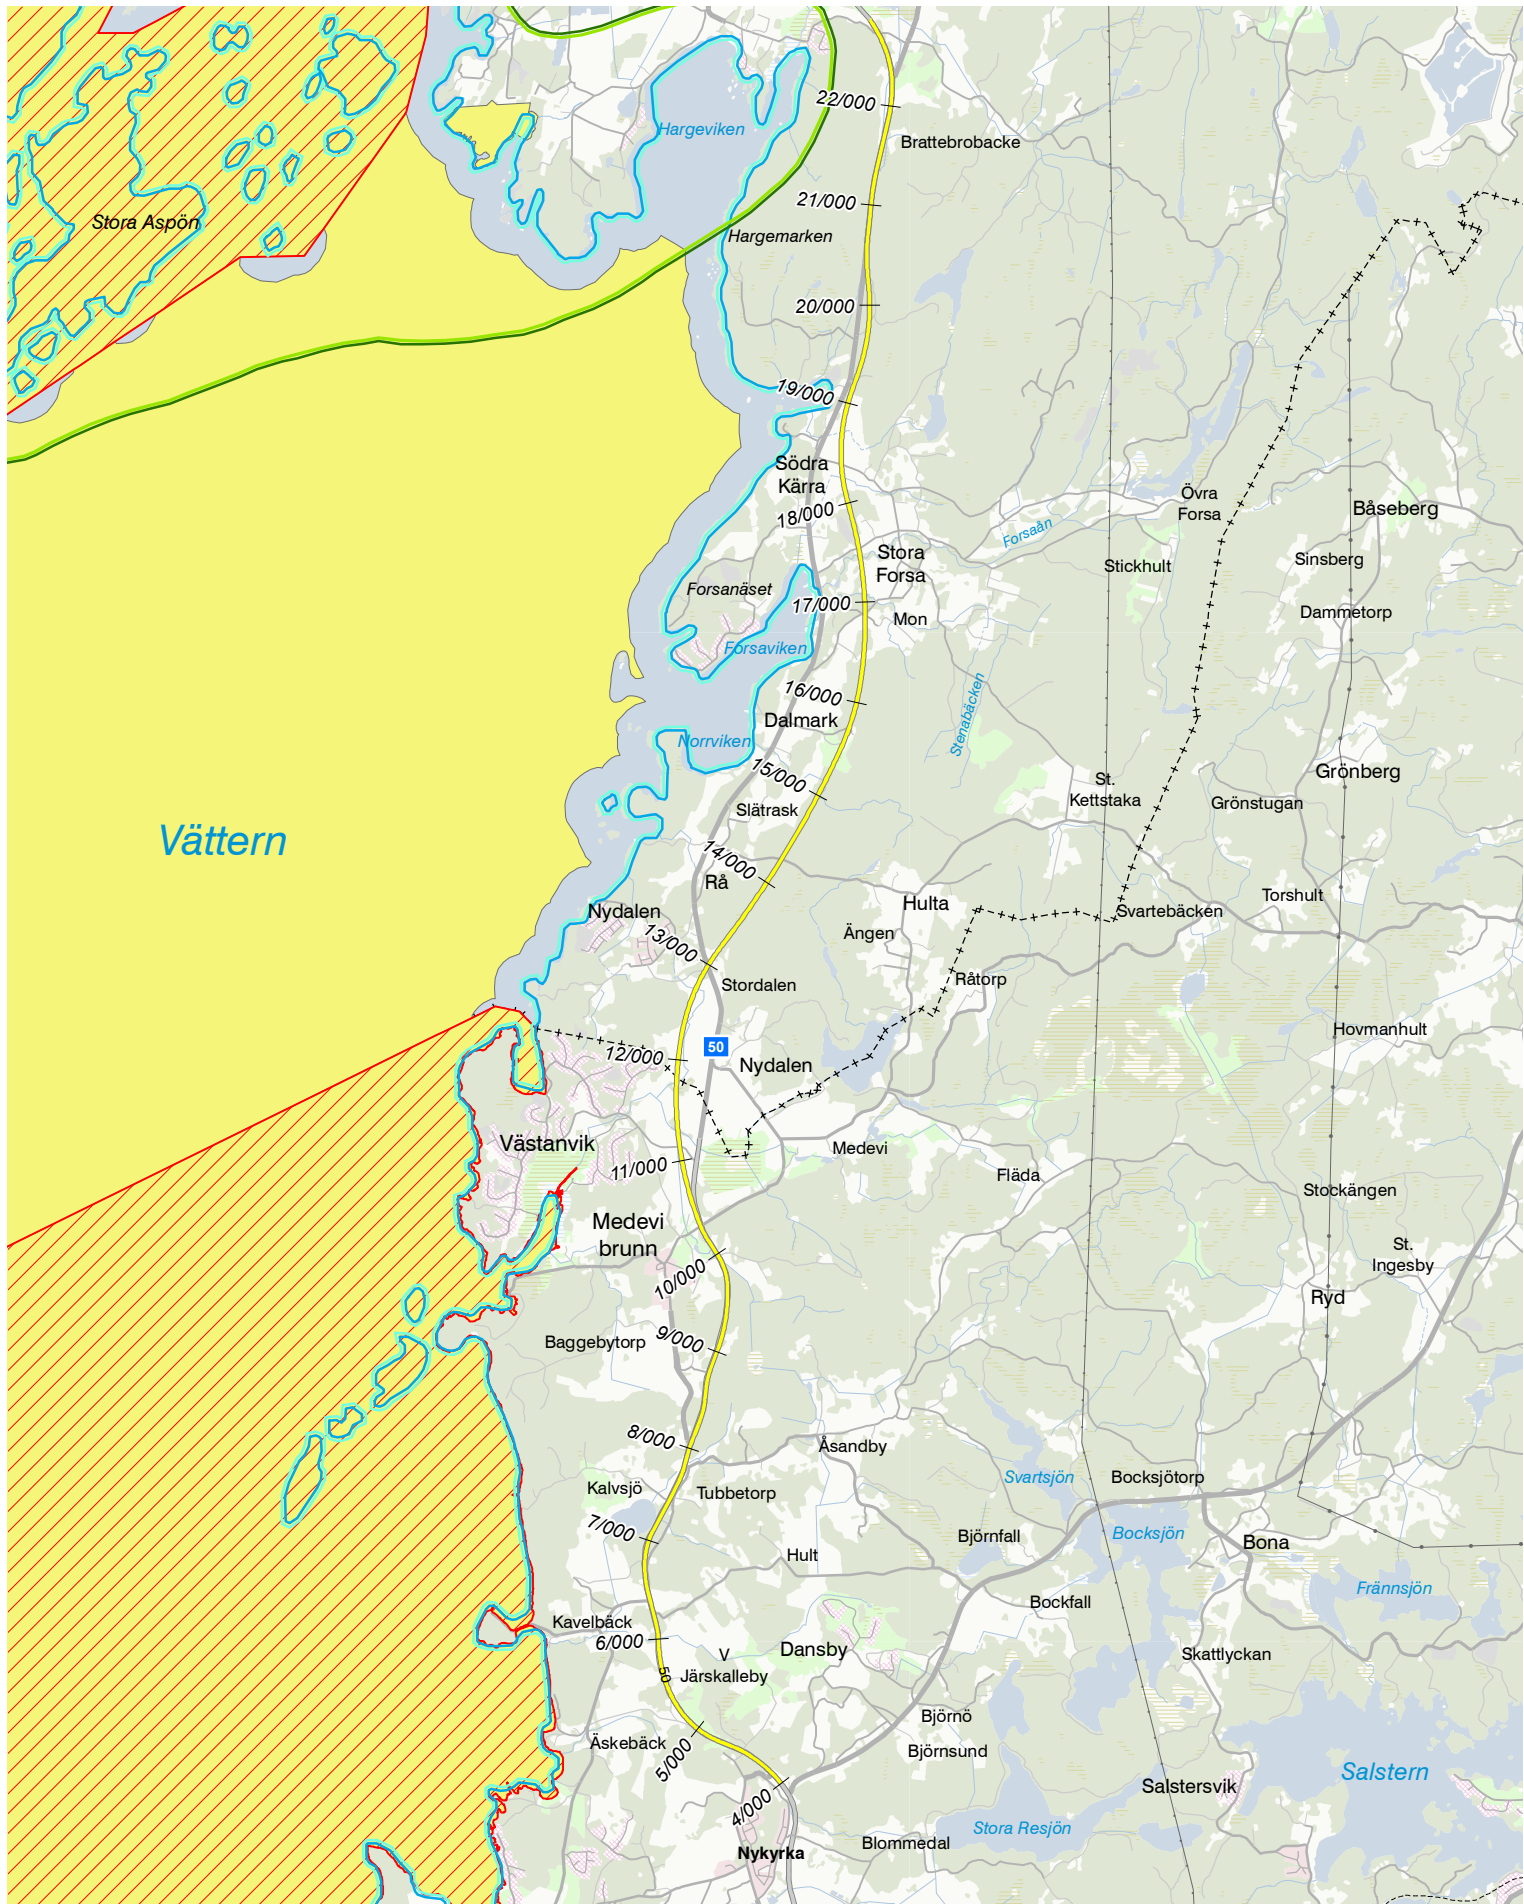 22/000
Hargeviken
Brattebrobacke
21/000
Stora Aspön
Hargemarken
20/000
19/000
Södra
Kärra
18/000
Övra
Forsa
Båseberg
Forsaån
Stora
Forsa
Sinsberg
Stickhult
Forsanäset
17/000
Dammetorp
Mon
Forsaviken
16/000
Dalmark
Stenabäcken
Norrviken
15/000
St.
Kettstaka
Grönberg
Grönstugan
Slätrask
Vättern
14/000
Rå
Hulta
Torshult
Nydalen
Svartebäcken
13/000
Ängen
Stordalen
Råtorp
Hovmanhult
50
12/000
Nydalen
Västanvik
Medevi
11/000
Fläda
Stockängen
Medevi
brunn
St.
Ingesby
10/000
Ryd
Baggebytorp
9/000
8/000
Åsandby
Svartsjön
Bocksjötorp
Kalvsjö
Tubbetorp
7/000
Björnfall
Bocksjön
Bona
Hult
Frännsjön
Bockfall
Kavelbäck
6/000
V
Järskalleby
Dansby
Skattlyckan
50
Björnö
Äskebäck
Björnsund
5/000
Salstern
Salstersvik
4/000
Stora Resjön
Blommedal
Nykyrka